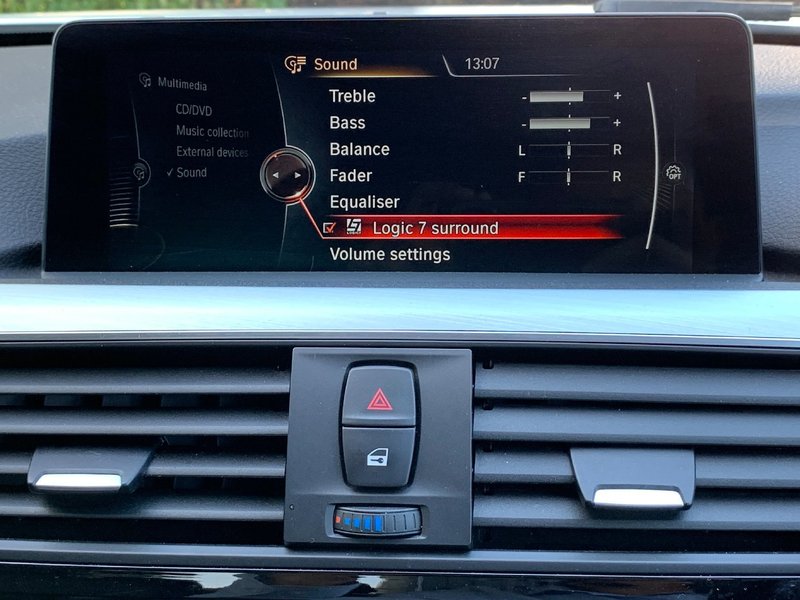 Sound
13:07
Multimedia
CD/DVD
Music collection
External devices
✓ Sound
Treble - +
Bass - +
Balance L R
Fader F R
Equaliser
Logic 7 surround
Volume settings
OPT